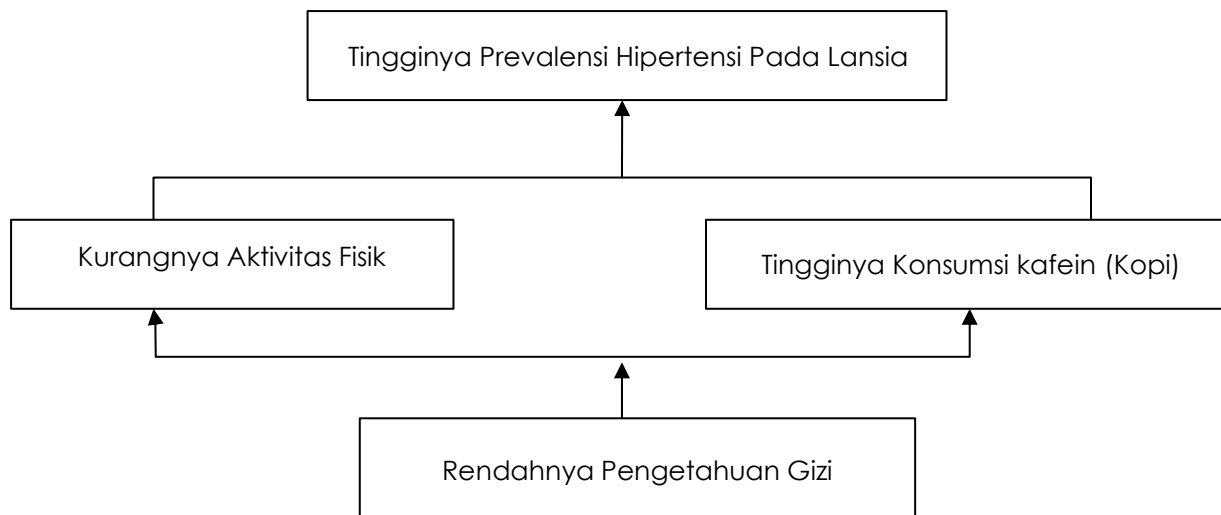 Tingginya Prevalensi Hipertensi Pada Lansia
Kurangnya Aktivitas Fisik
Tingginya Konsumsi kafein (Kopi)
Rendahnya Pengetahuan Gizi